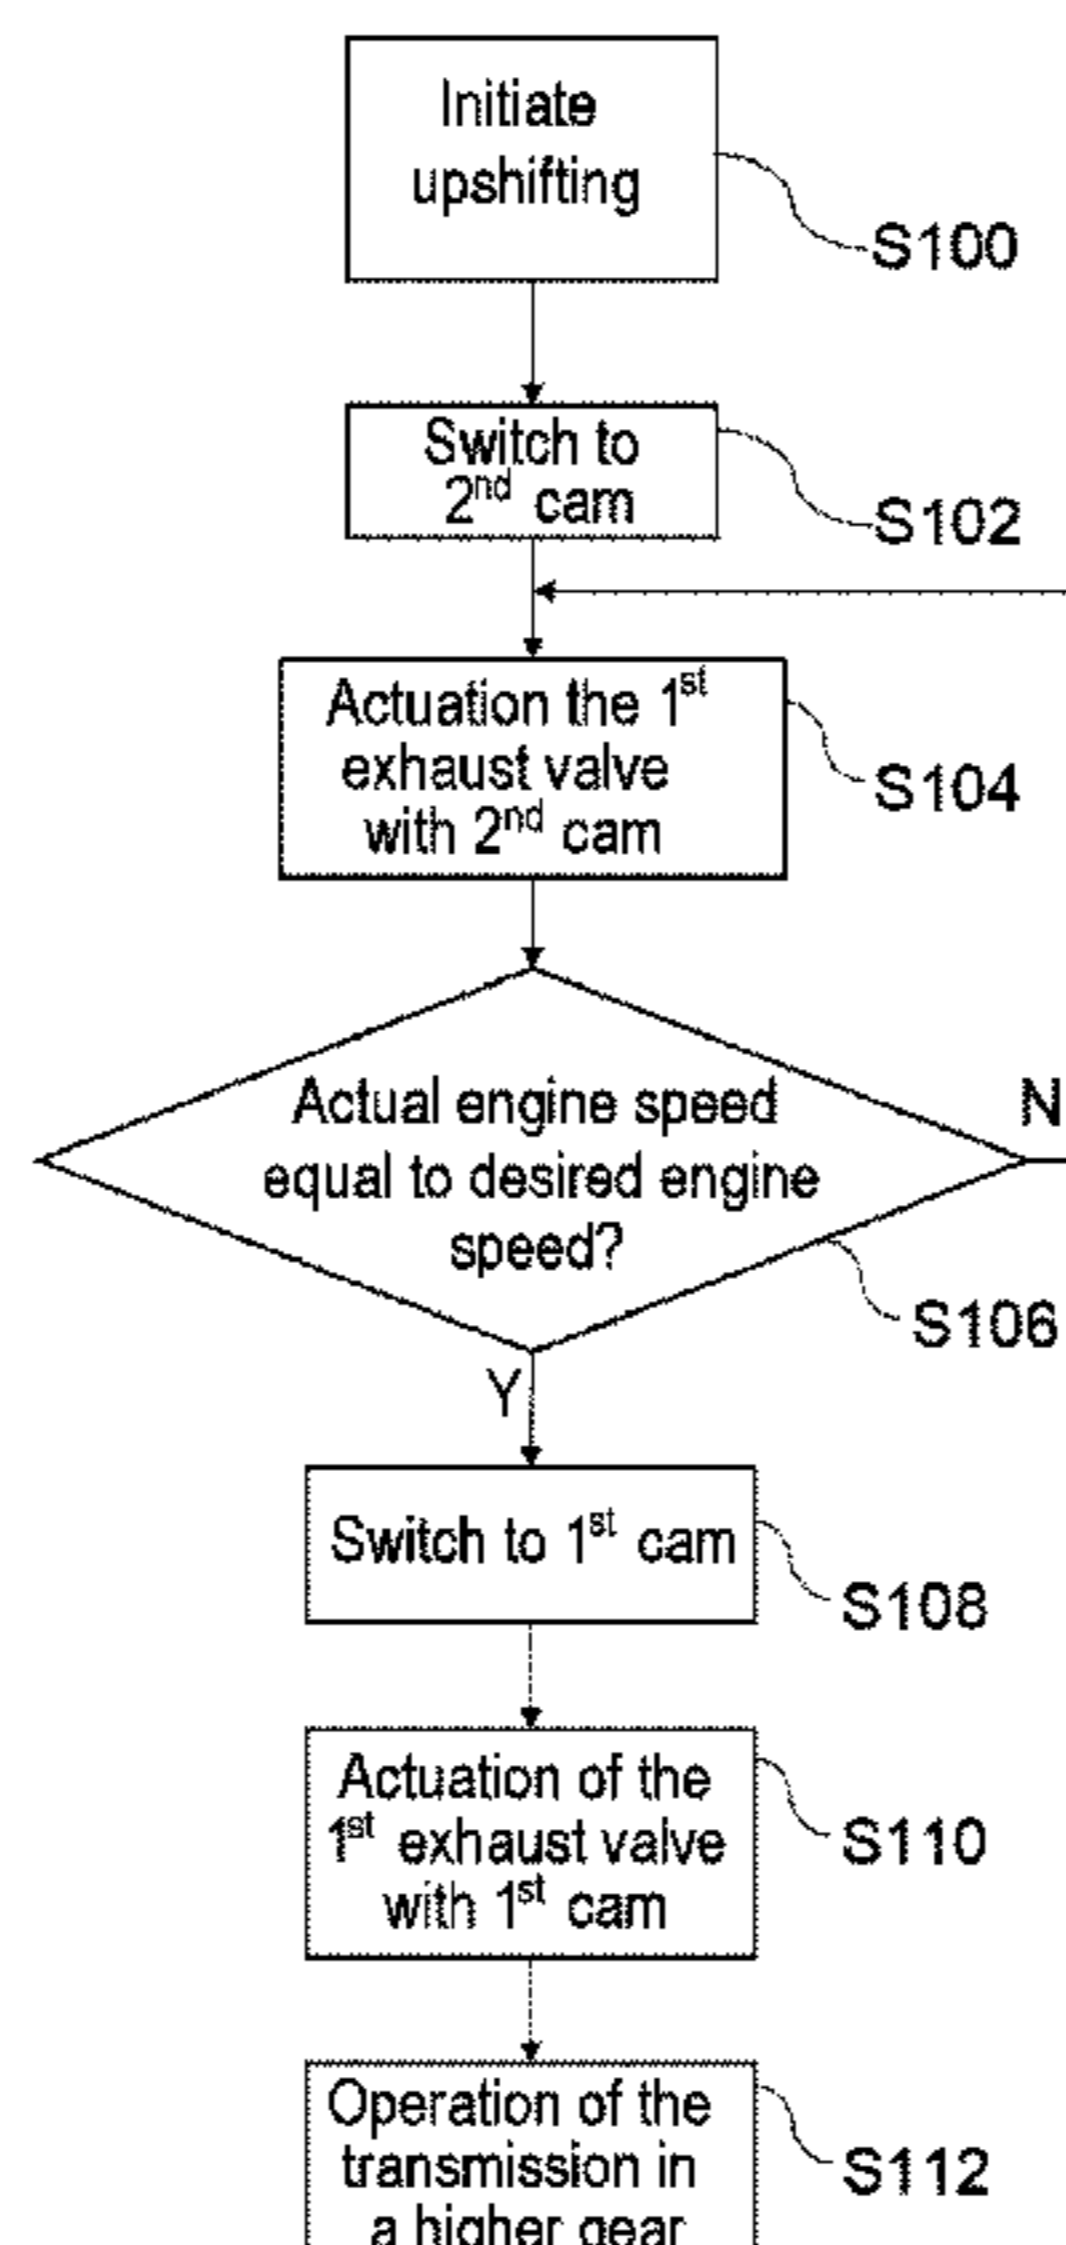 Initiate
upshifting
S100
Switch to
2nd cam
S102
Actuation the 1st
exhaust valve
with 2nd cam
S104
Actual engine speed
equal to desired engine
speed?
N
S106
Y
Switch to 1st cam
S108
Actuation of the
1st exhaust valve
with 1st cam
S110
Operation of the
transmission in
a higher gear
S112